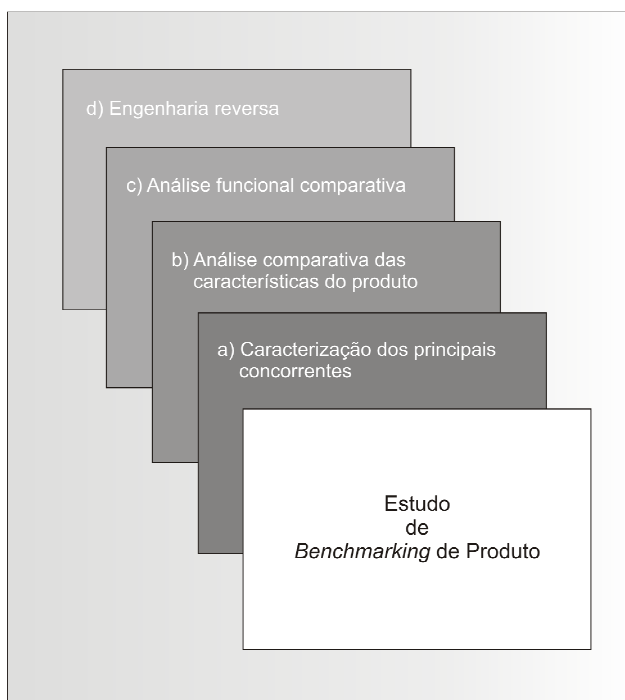 d) Engenharia reversa
c) Análise funcional comparativa
b) Análise comparativa das
características do produto
a) Caracterização dos principais
concorrentes
Estudo
de
Benchmarking de Produto